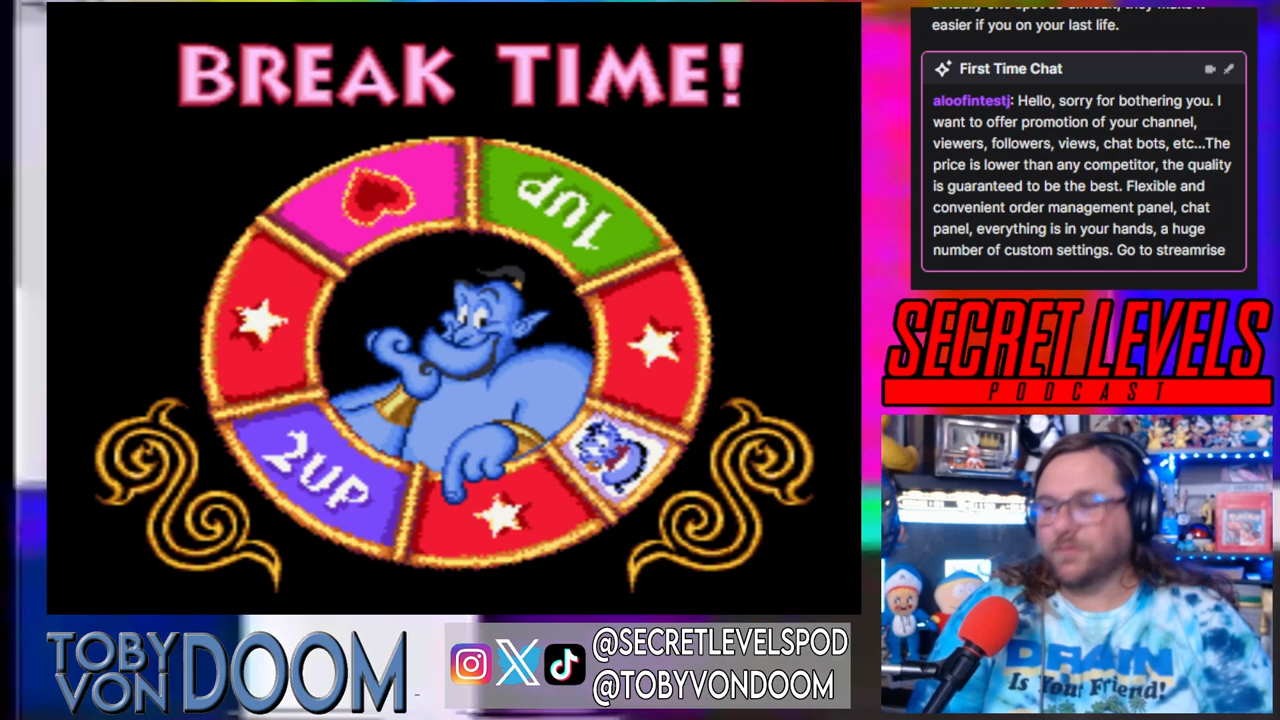 BREAK TIME!
1UP
2UP
easier if you on your last life.
First Time Chat
aloofintestj: Hello, sorry for bothering you. I
want to offer promotion of your channel,
viewers, followers, views, chat bots, etc...The
price is lower than any competitor, the quality
is guaranteed to be the best. Flexible and
convenient order management panel, chat
panel, everything is in your hands, a huge
number of custom settings. Go to streamrise
SECRET LEVELS
PODCAST
DRAIN
Is Your Friend!
TOBY
VON
DOOM
@SECRETLEVELSPOD
@TOBYVONDOOM